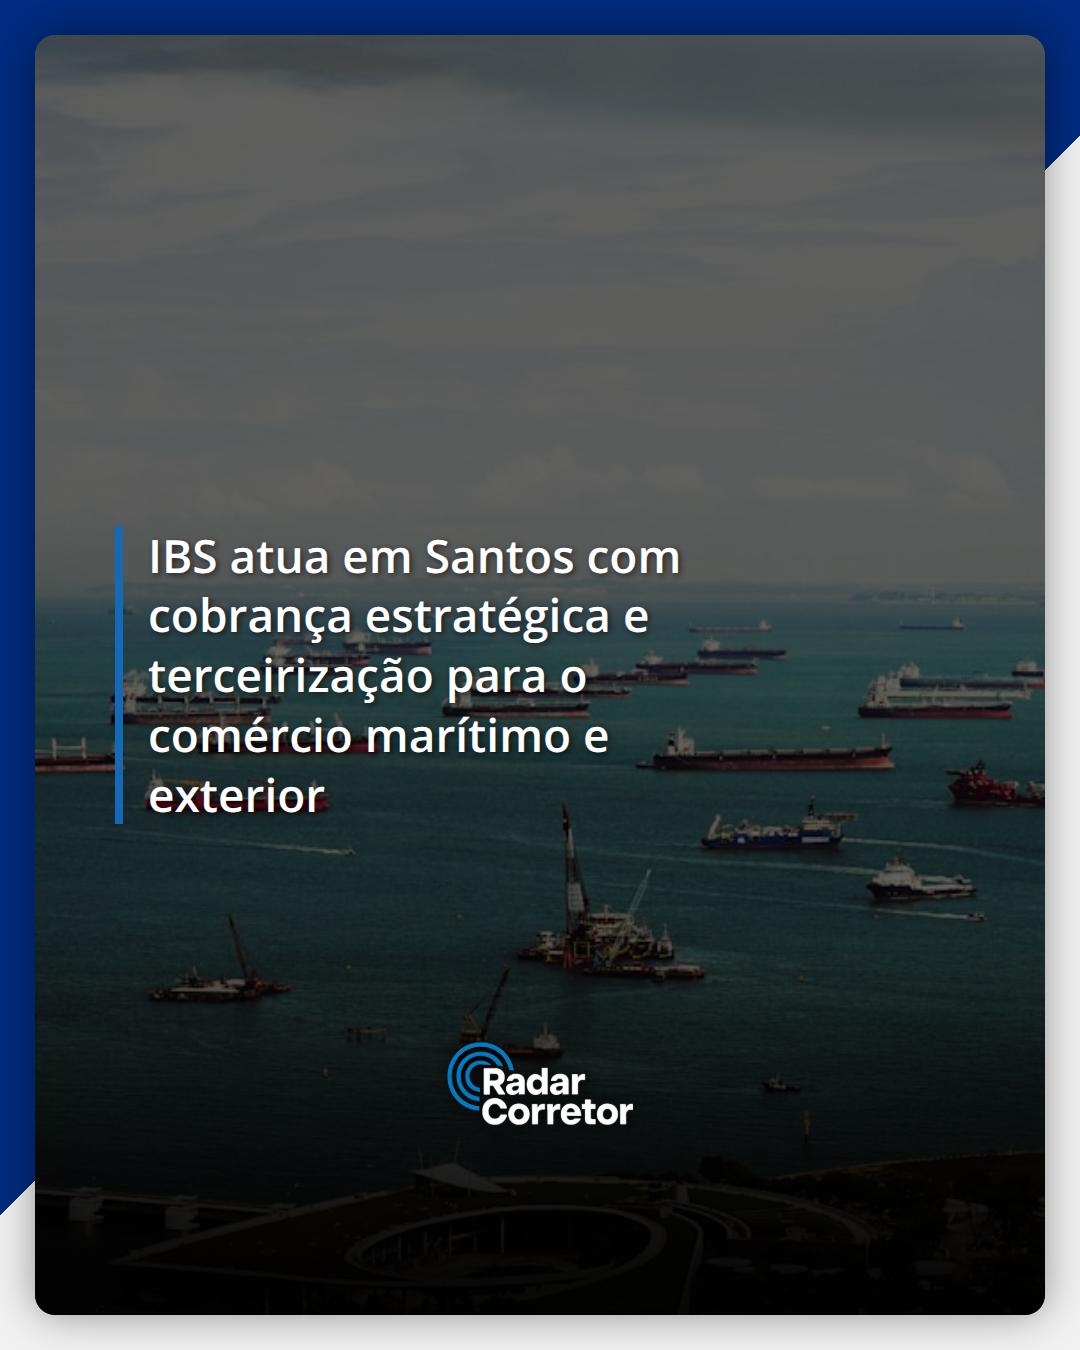 IBS atua em Santos com
cobrança estratégica e
terceirização para o
comércio marítimo e
exterior
Radar
Corretor